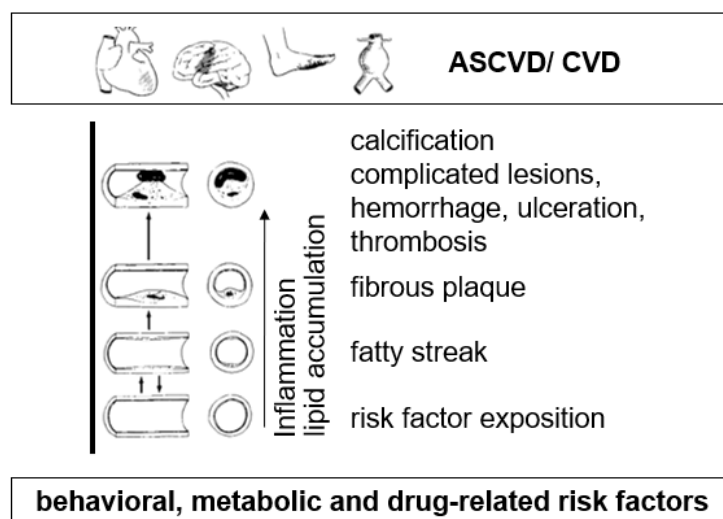 ASCVD/ CVD
calcification
complicated lesions,
hemorrhage, ulceration,
thrombosis
fibrous plaque
fatty streak
risk factor exposition
Inflammation
lipid accumulation
behavioral, metabolic and drug-related risk factors